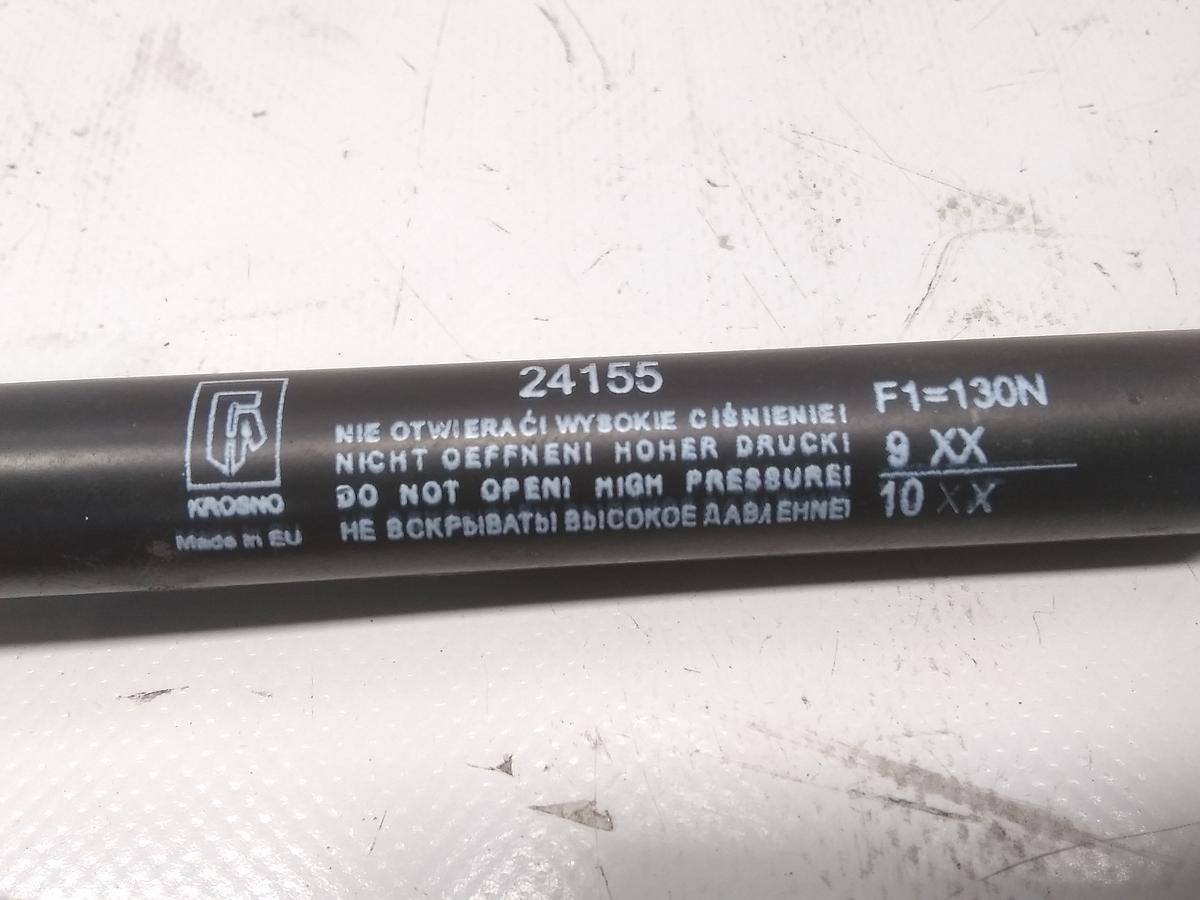 24155
KROSNO
Made in EU
NIE OTWIERAĆ! WYSOKIE CIŚNIENIE!
NICHT OEFFNEN! HOHER DRUCK!
DO NOT OPEN! HIGH PRESSURE!
НЕ ВСКРЫВАТЬ! ВЫСОКОЕ ДАВЛЕНИЕ!
F1=130N
9 XX
10 XX